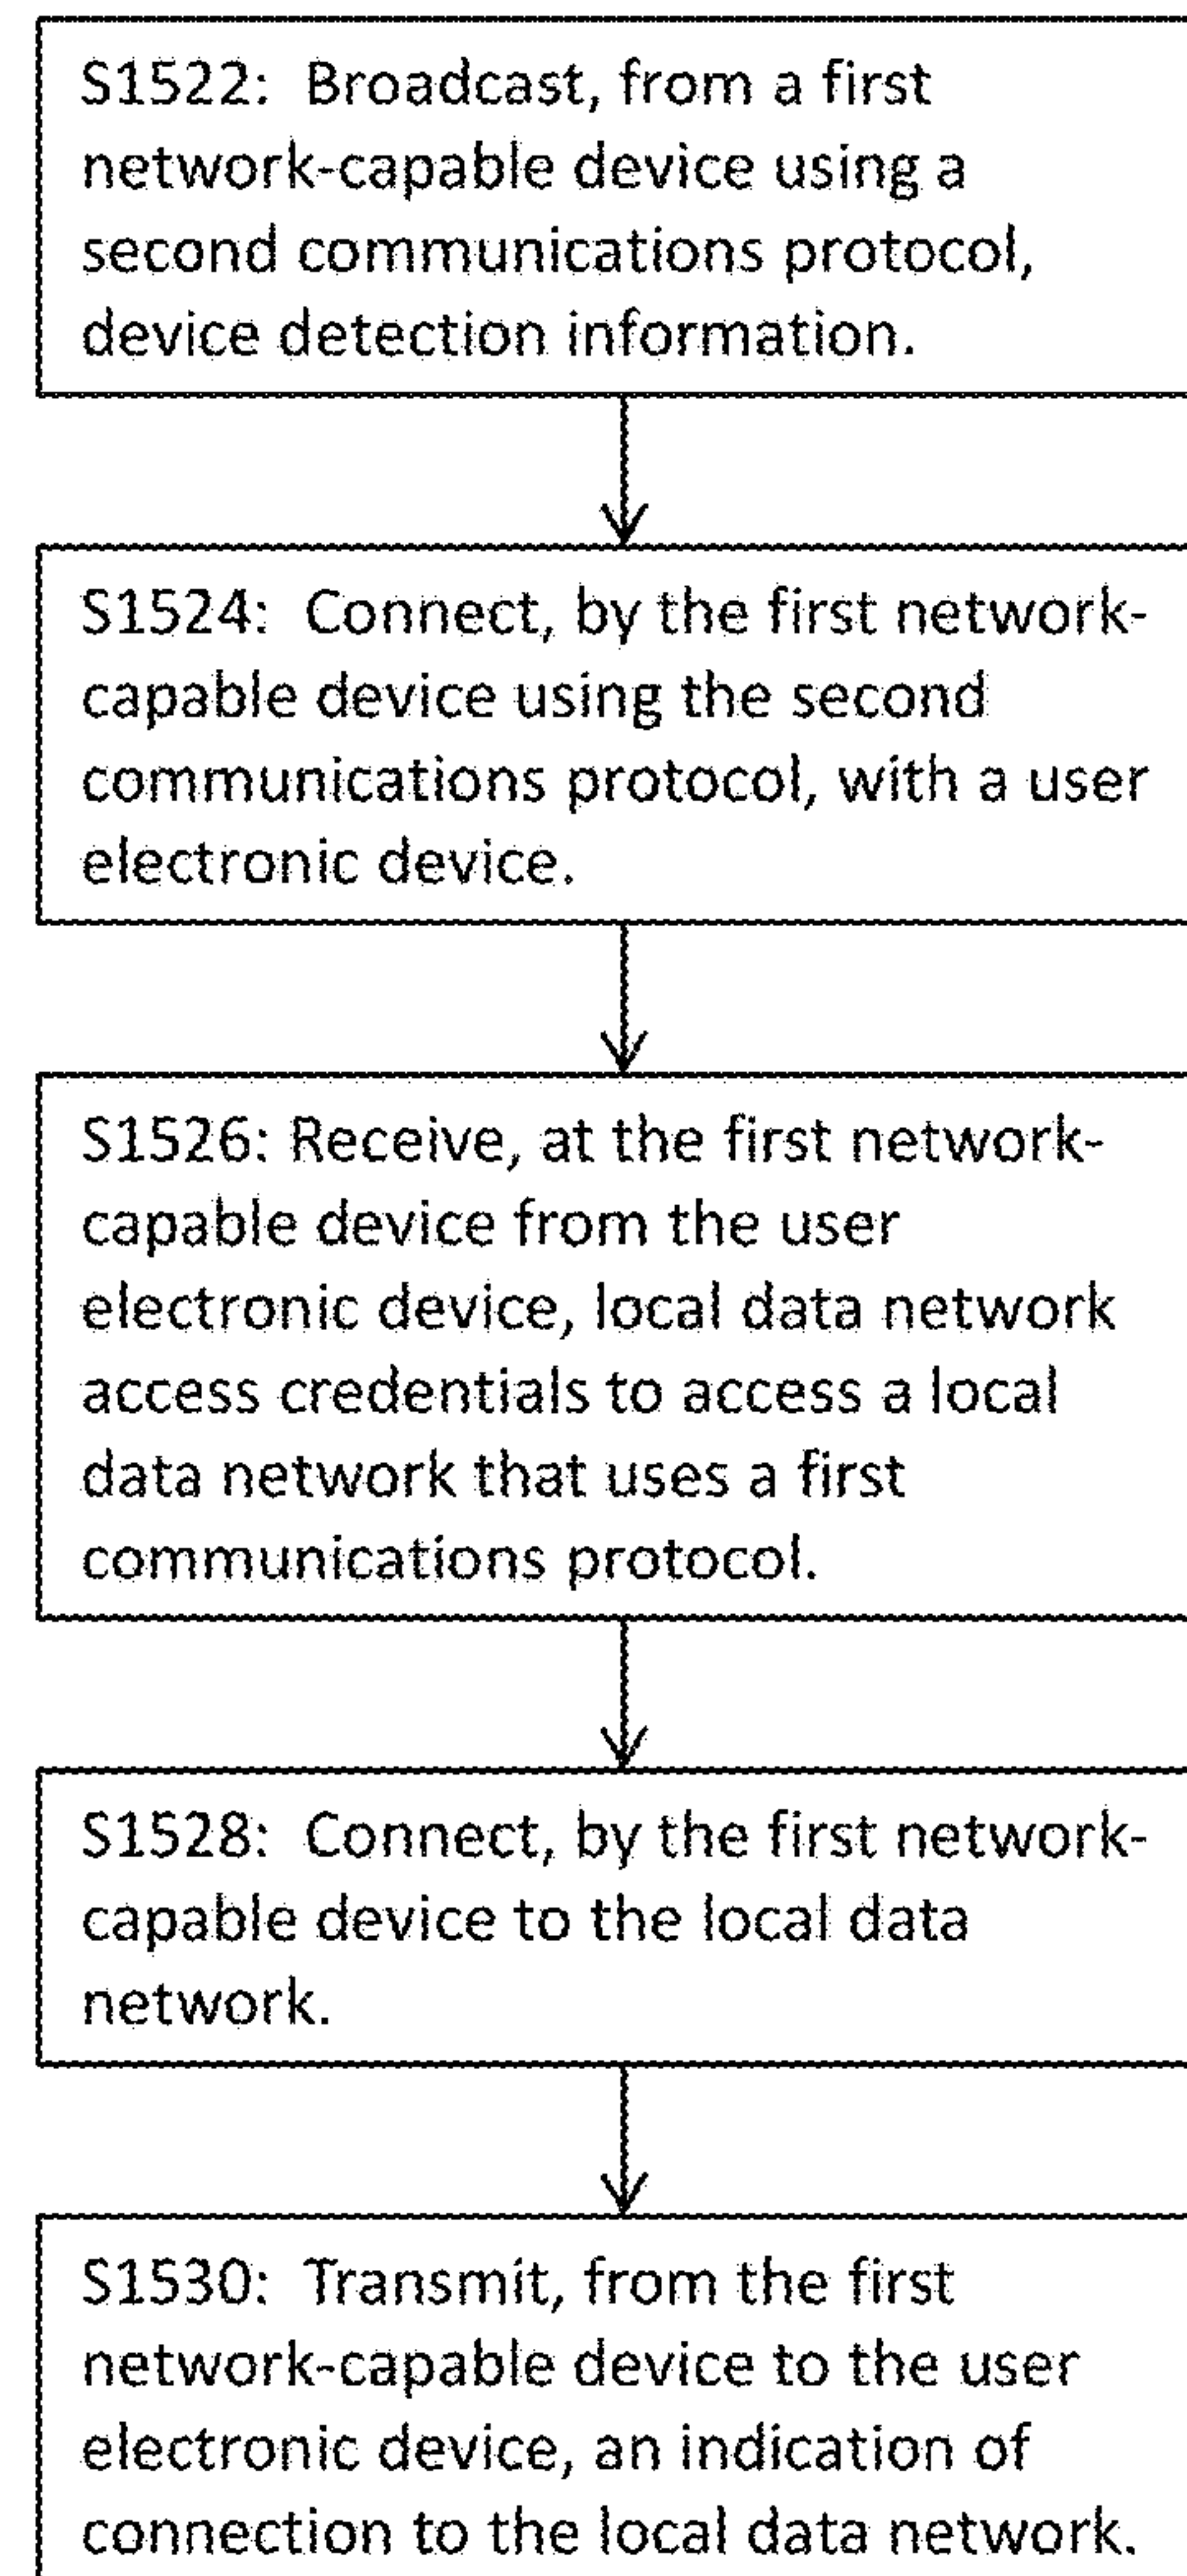 S1522:  Broadcast, from a first
network-capable device using a
second communications protocol,
device detection information.
S1524:  Connect, by the first network-
capable device using the second
communications protocol, with a user
electronic device.
S1526: Receive, at the first network-
capable device from the user
electronic device, local data network
access credentials to access a local
data network that uses a first
communications protocol.
S1528:  Connect, by the first network-
capable device to the local data
network.
S1530:  Transmit, from the first
network-capable device to the user
electronic device, an indication of
connection to the local data network.